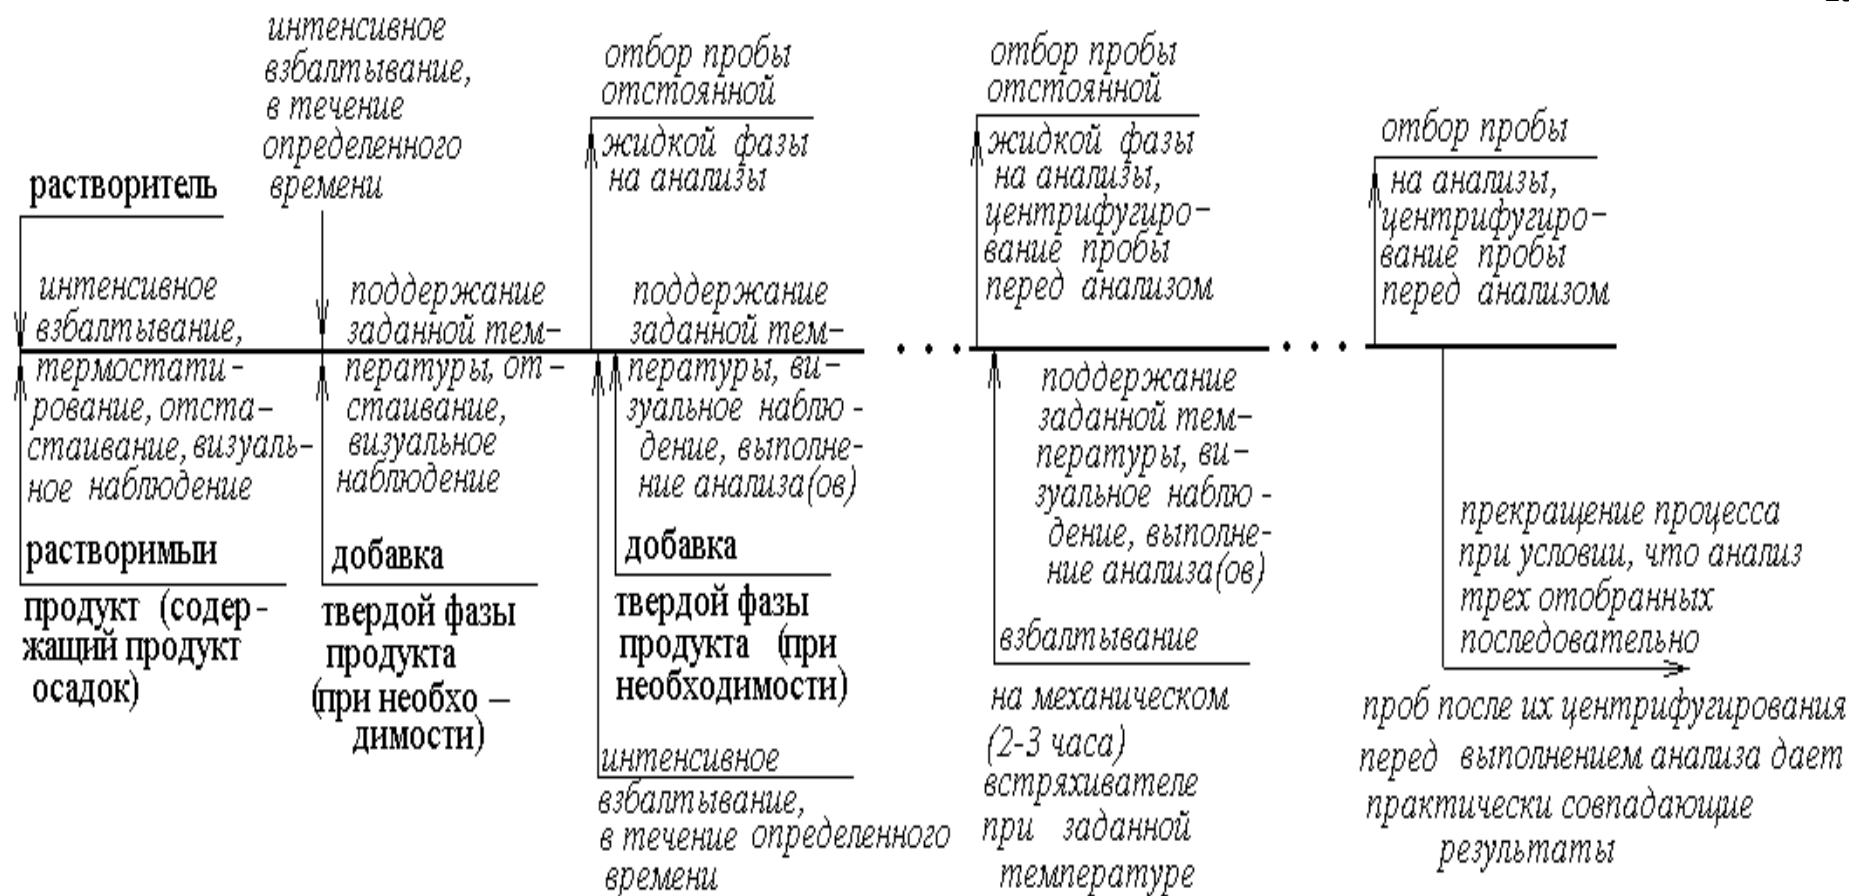 интенсивное
взбалтывание,
в течение
определенного
времени
растворитель
интенсивное
взбалтывание,
термостати-
рование, отста-
стаивание, визуаль-
ное наблюдение
растворимыи
продукт (содер-
жащий продукт
осадок)
поддержание
заданной тем-
пературы, от-
стаивание,
визуальное
наблюдение
добавка
твердой фазы
продукта
(при необхо-
димости)
отбор пробы
отстоянной
жидкой фазы
на анализы
поддержание
заданной тем-
пературы, ви-
зуальное наблю-
дение, выполне-
ние анализа(ов)
добавка
твердой фазы
продукта (при
необходимости)
интенсивное
взбалтывание,
в течение определенного
времени
отбор пробы
отстоянной
жидкой фазы
на анализы,
центрифугиро-
вание пробы
перед анализом
поддержание
заданной тем-
пературы, ви-
зуальное наблю-
дение, выполне-
ние анализа(ов)
взбалтывание
на механическом
(2-3 часа)
встряхивателе
при заданной
температуре
отбор пробы
на анализы,
центрифугиро-
вание пробы
перед анализом
прекращение процесса
при условии, что анализ
трех отобранных
последовательно
проб после их центрифугирования
перед выполнением анализа дает
практически совпадающие
результаты